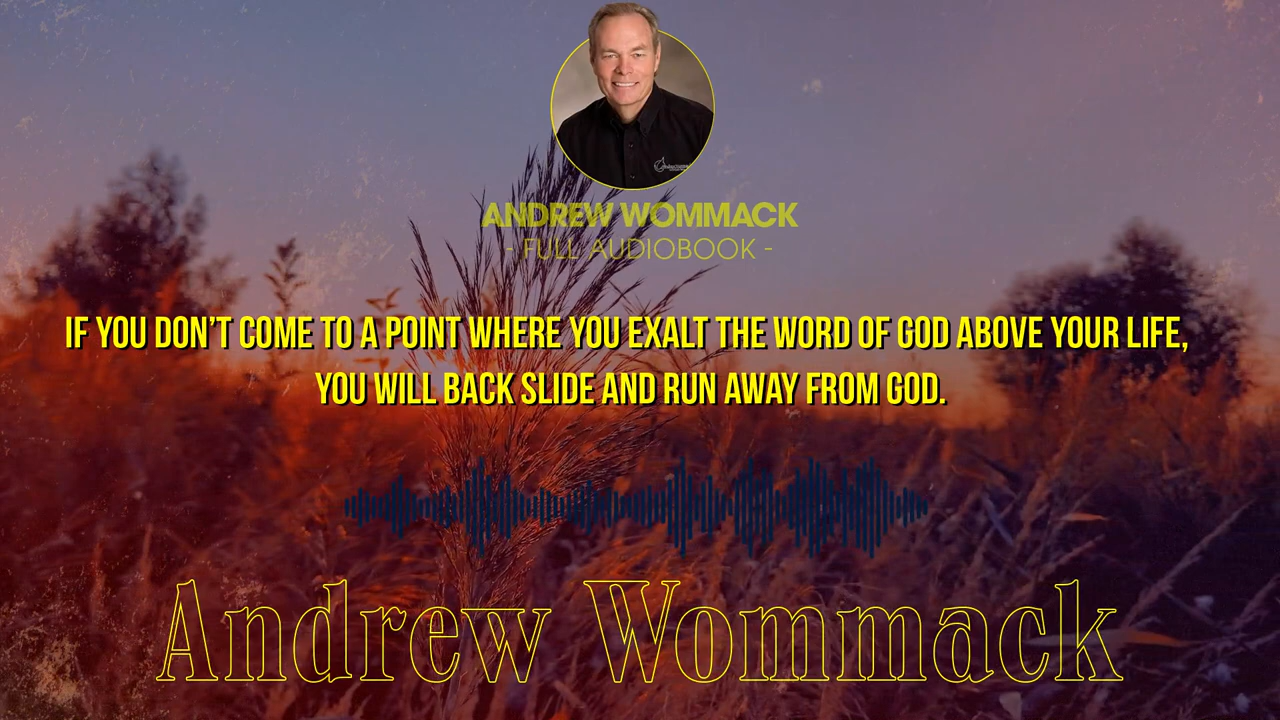 ANDREW WOMMACK
- FULL AUDIOBOOK -
IF YOU DON'T COME TO A POINT WHERE YOU EXALT THE WORD OF GOD ABOVE YOUR LIFE,
YOU WILL BACK SLIDE AND RUN AWAY FROM GOD.
Andrew Wommack